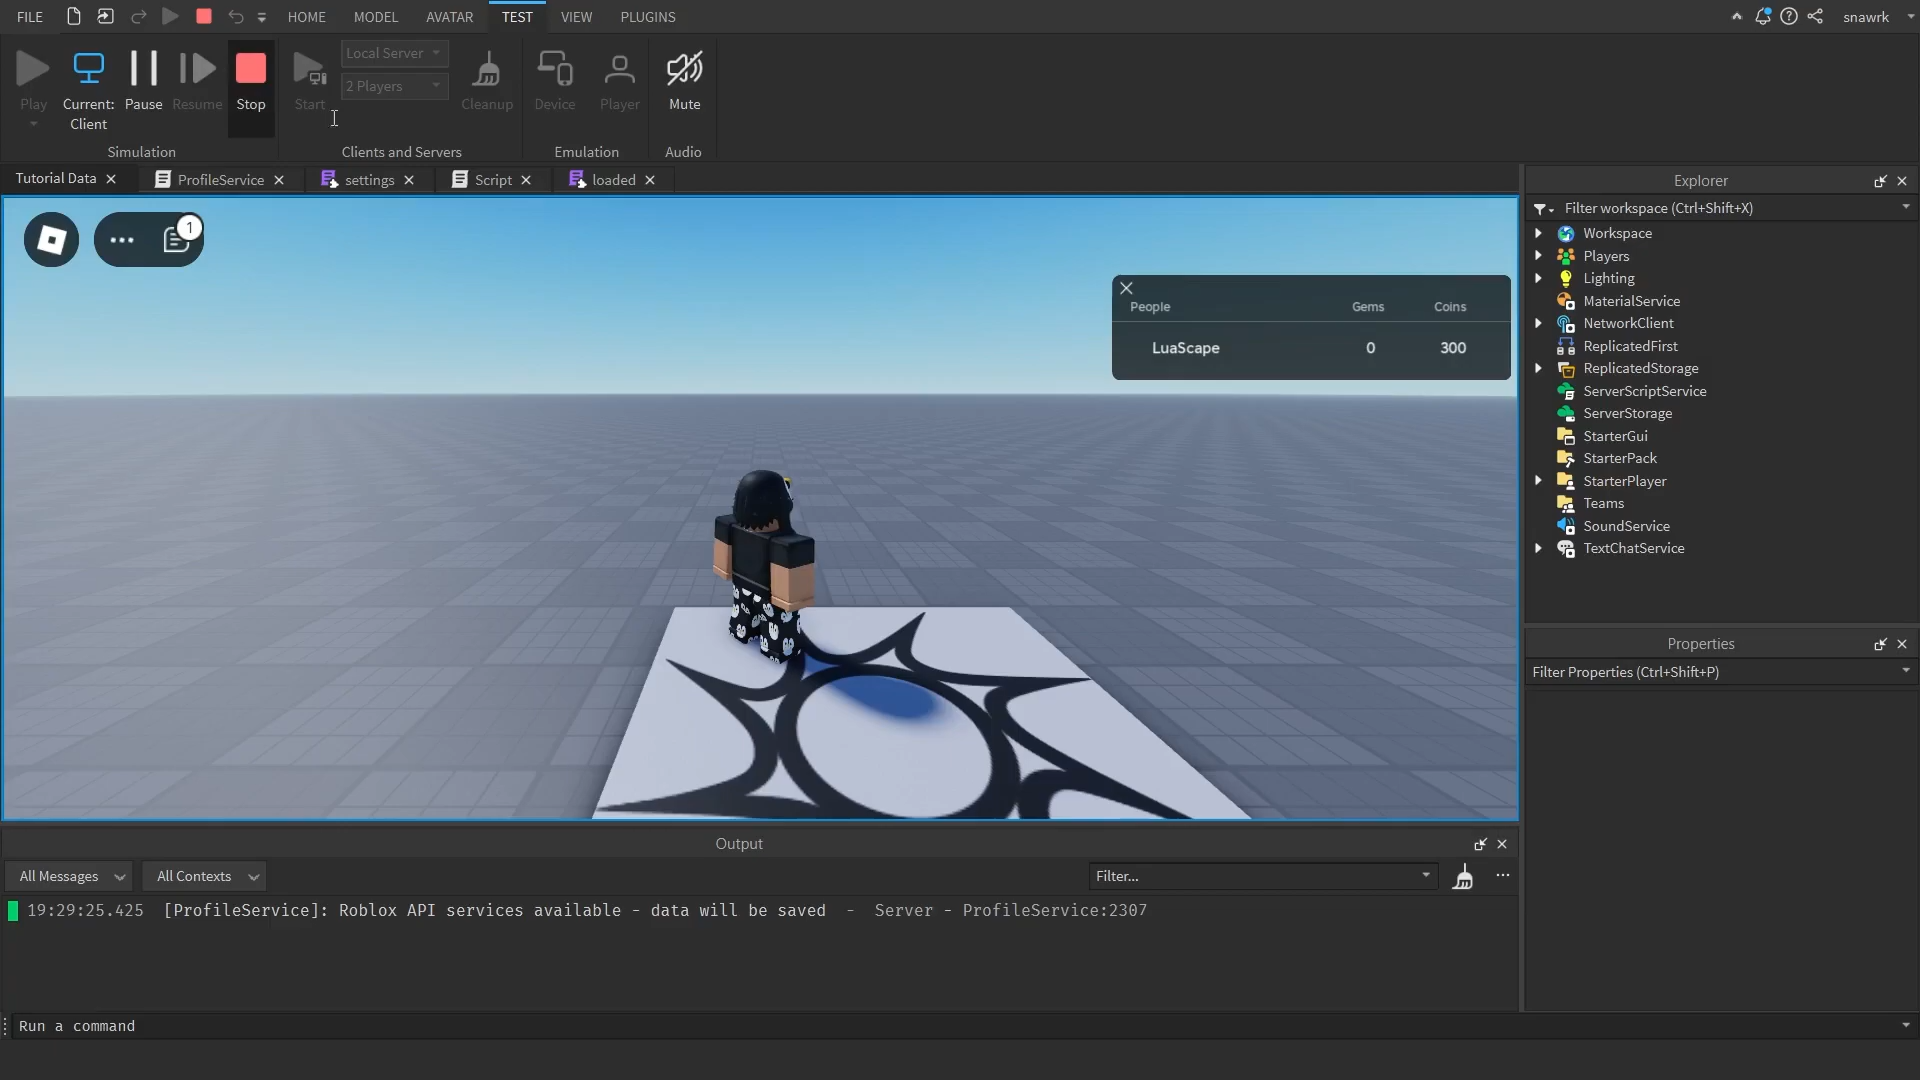 FILE HOME MODEL AVATAR TEST VIEW PLUGINS snawrk
Play Current: Client Pause Resume Stop
Simulation
Start Local Server
2 Players
Cleanup
Clients and Servers
Device Player
Emulation
Mute
Audio
Tutorial Data ProfileService settings Script loaded
1
People Gems Coins
LuaScape 0 300
Explorer
Filter workspace (Ctrl+Shift+X)
Workspace
Players
Lighting
MaterialService
NetworkClient
ReplicatedFirst
ReplicatedStorage
ServerScriptService
ServerStorage
StarterGui
StarterPack
StarterPlayer
Teams
SoundService
TextChatService
Properties
Filter Properties (Ctrl+Shift+P)
Output
All Messages All Contexts Filter...
19:29:25.425 [ProfileService]: Roblox API services available - data will be saved - Server - ProfileService:2307
Run a command